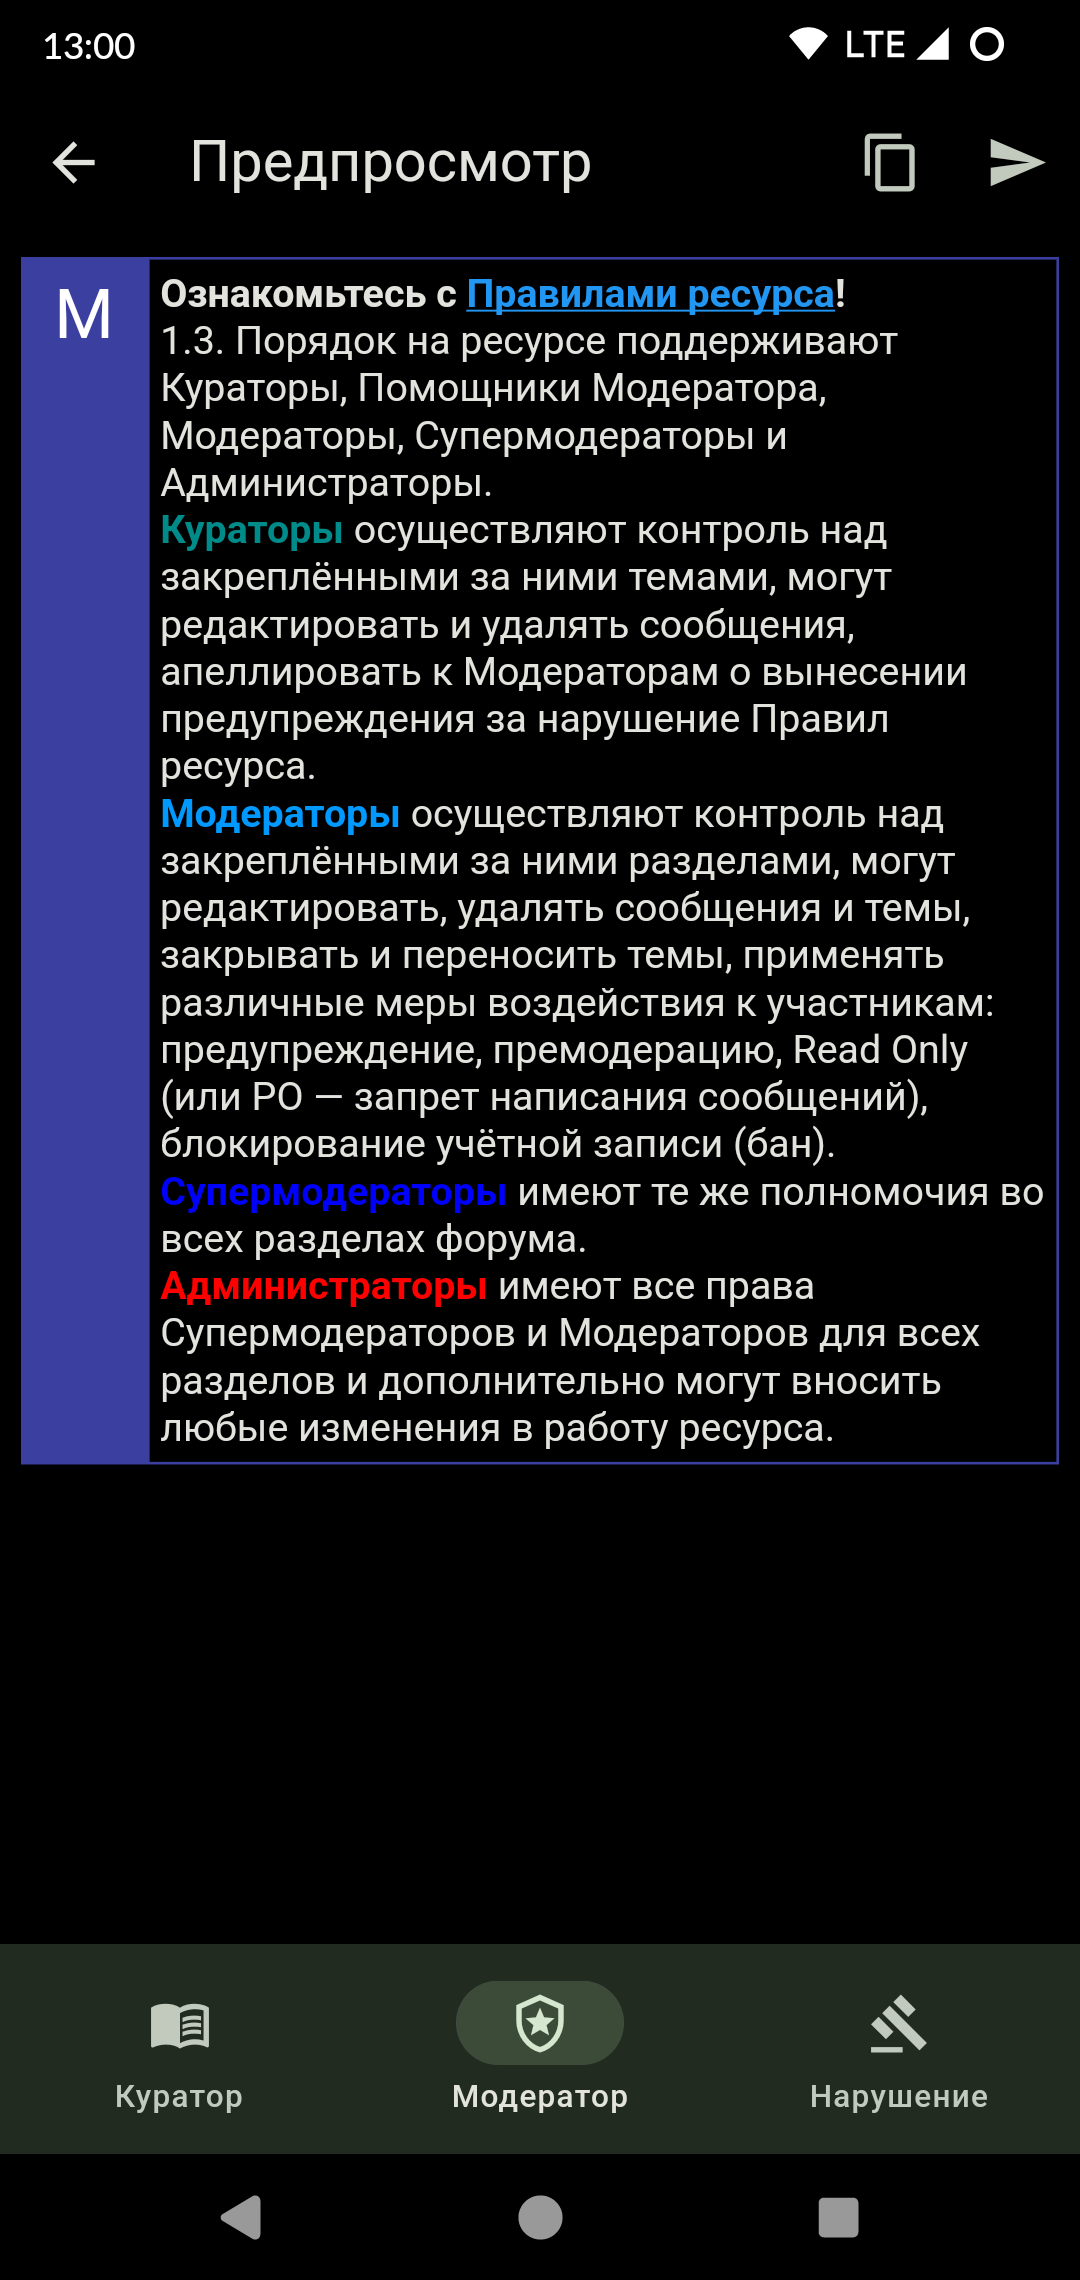 13:00
LTE
Предпросмотр
M
Ознакомьтесь с Правилами ресурса!
1.3. Порядок на ресурсе поддерживают
Кураторы, Помощники Модератора,
Модераторы, Супермодераторы и
Администраторы.
Кураторы осуществляют контроль над
закреплёнными за ними темами, могут
редактировать и удалять сообщения,
апеллировать к Модераторам о вынесении
предупреждения за нарушение Правил
ресурса.
Модераторы осуществляют контроль над
закреплёнными за ними разделами, могут
редактировать, удалять сообщения и темы,
закрывать и переносить темы, применять
различные меры воздействия к участникам:
предупреждение, премодерацию, Read Only
(или РО — запрет написания сообщений),
блокирование учётной записи (бан).
Супермодераторы имеют те же полномочия во
всех разделах форума.
Администраторы имеют все права
Супермодераторов и Модераторов для всех
разделов и дополнительно могут вносить
любые изменения в работу ресурса.
Куратор
Модератор
Нарушение